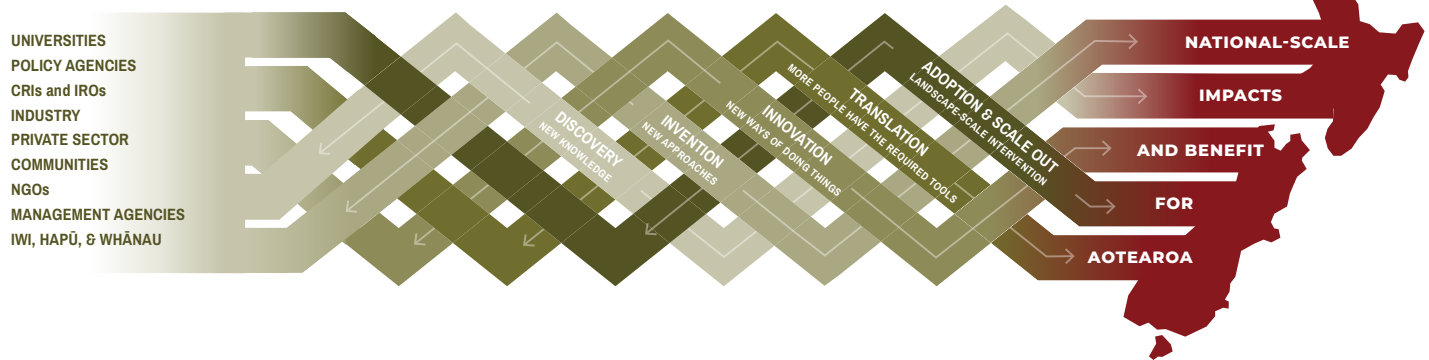 UNIVERSITIES
POLICY AGENCIES
CRIs and IROs
INDUSTRY
PRIVATE SECTOR
COMMUNITIES
NGOs
MANAGEMENT AGENCIES
IWI, HAPŪ, & WHĀNAU
DISCOVERY
NEW KNOWLEDGE
INVENTION
NEW APPROACHES
INNOVATION
NEW WAYS OF DOING THINGS
TRANSLATION
MORE PEOPLE HAVE THE REQUIRED TOOLS
ADOPTION & SCALE OUT
LANDSCAPE-SCALE INTERVENTION
NATIONAL-SCALE
IMPACTS
AND BENEFIT
FOR
AOTEAROA